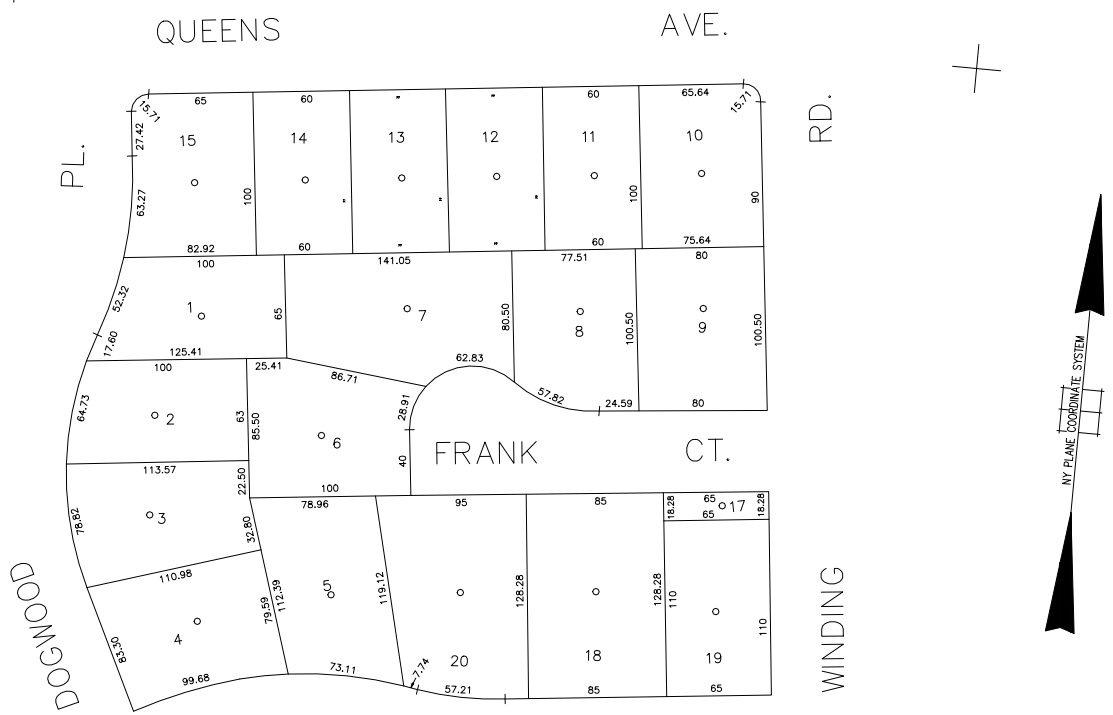 QUEENS AVE.
PL.
RD.
65 60 " " 60 65.64
15.71 15.71
27.42
15 14 13 12 11 10
63.27 100 " " " 100 90
82.92 60 " " 60 75.64
100 141.05 77.51 80
52.32 1 65 7 80.50 8 100.50 9 100.50
17.60
125.41
100 25.41 86.71 62.83 57.82 24.59 80
64.73 2 63 85.50 6 28.91
FRANK CT.
40
113.57 22.50 100
78.96 95 85 65
18.28 17 18.28
65
78.82 3 32.80
110.98
5 119.12 128.28 128.28 110 110
79.59 112.39
83.30 4
99.68 73.11 7.74 57.21 85 65
20 18 19
DOGWOOD
WINDING
NY PLANE COORDINATE SYSTEM